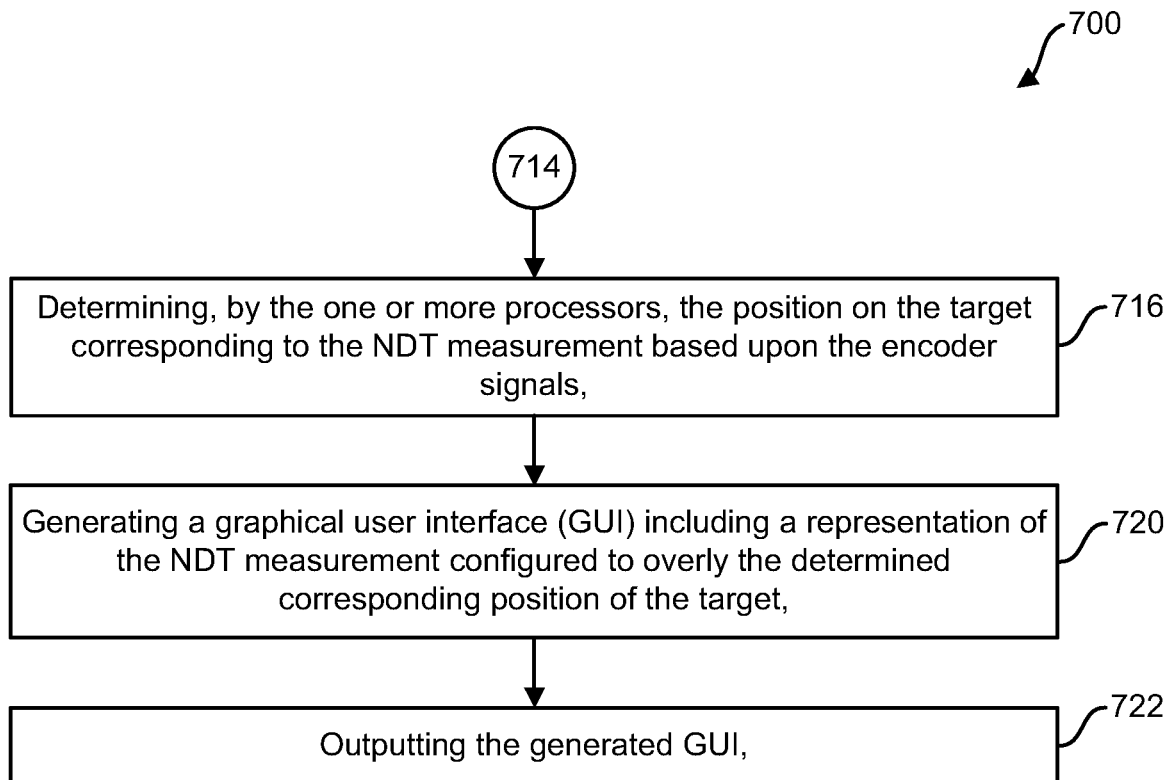 700
714
Determining, by the one or more processors, the position on the target
corresponding to the NDT measurement based upon the encoder
signals,
716
Generating a graphical user interface (GUI) including a representation of
the NDT measurement configured to overly the determined
corresponding position of the target,
720
Outputting the generated GUI,
722